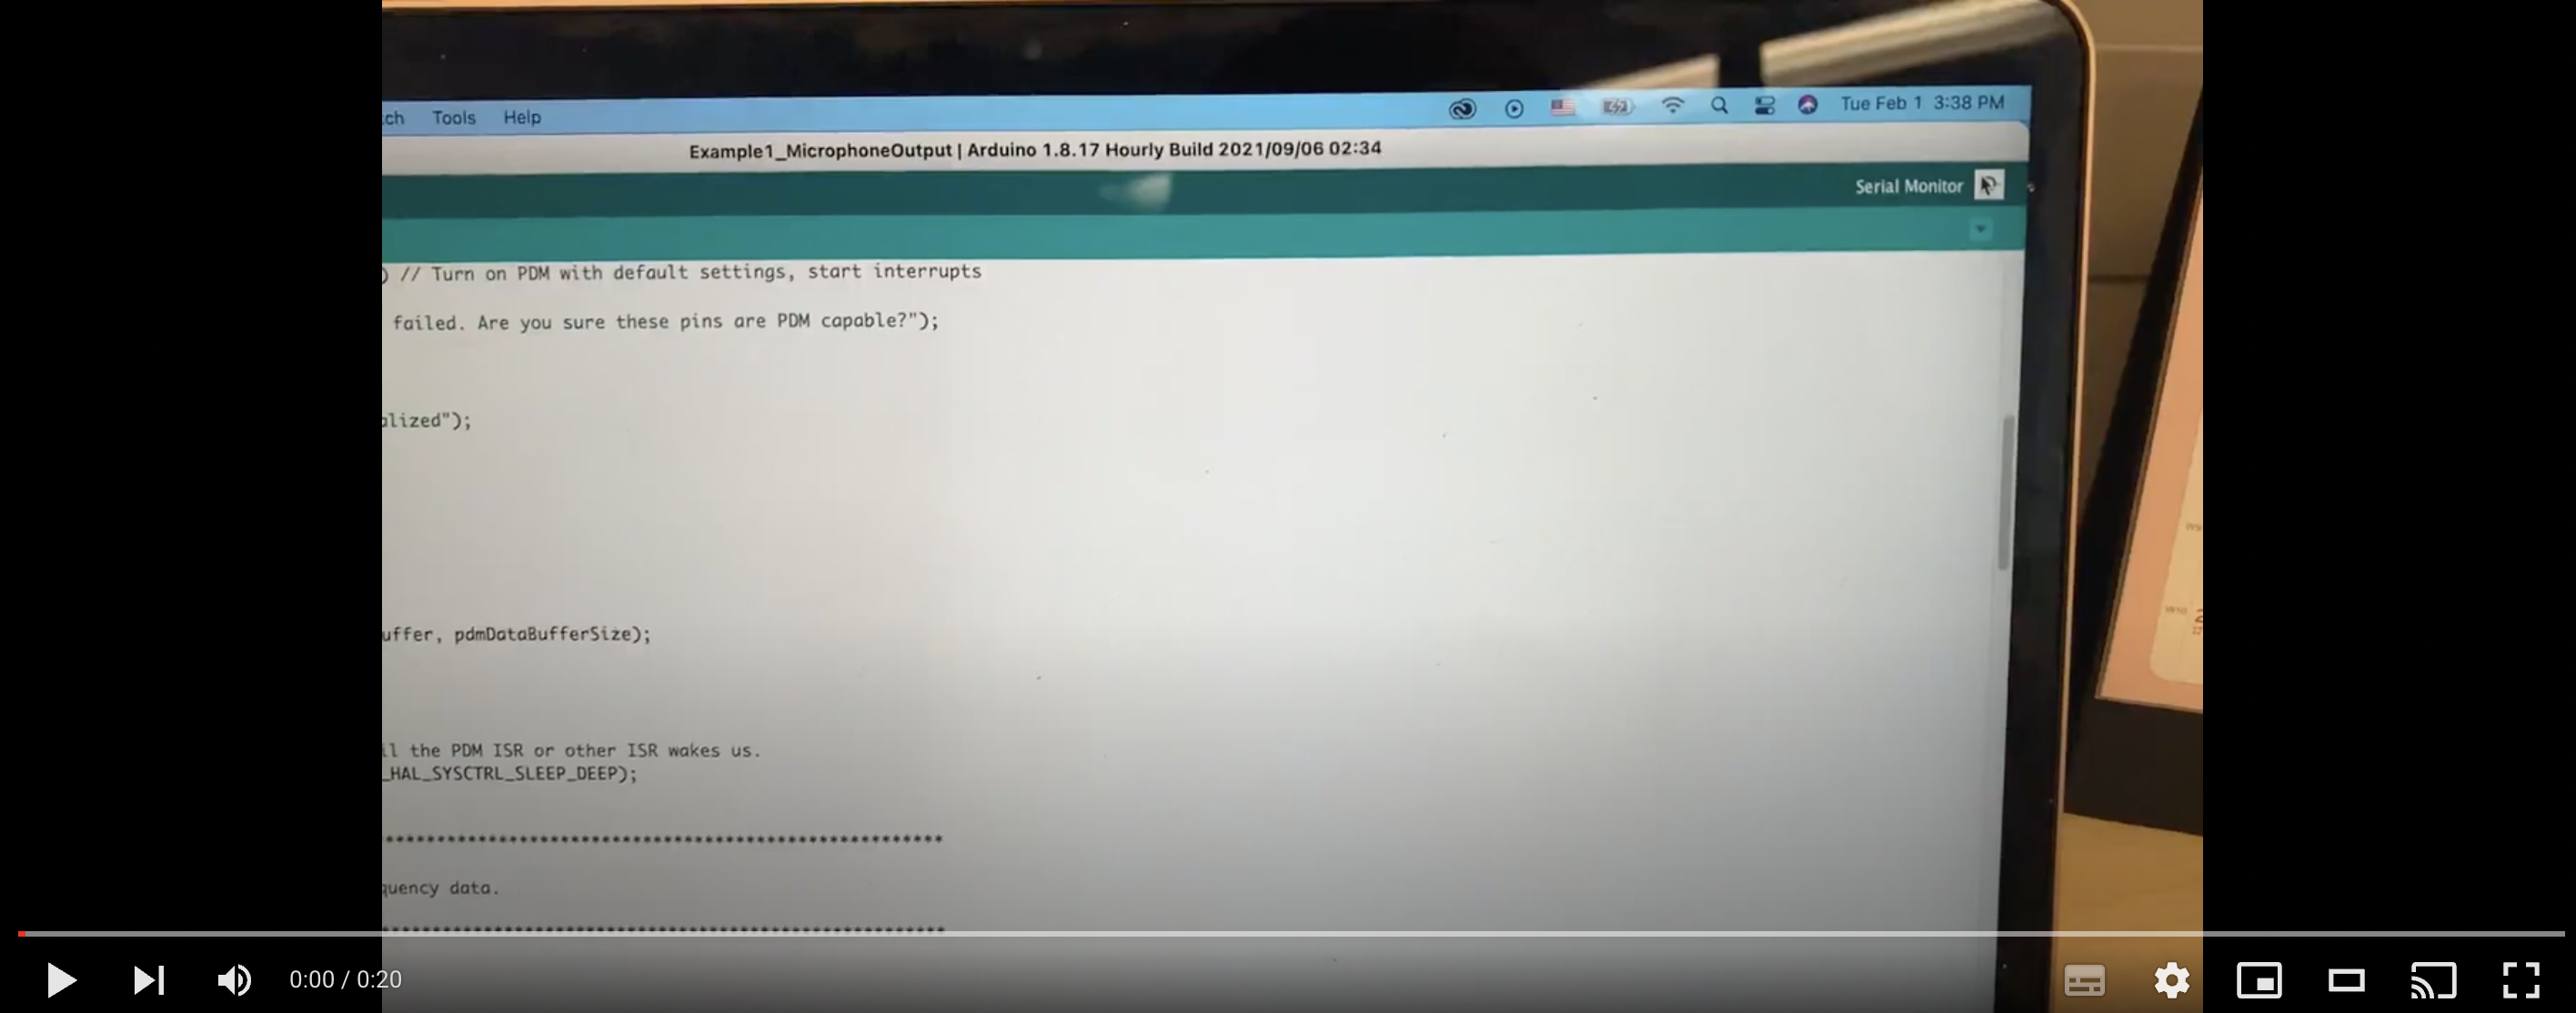 ch Tools Help Tue Feb 1 3:38 PM
Example1_MicrophoneOutput | Arduino 1.8.17 Hourly Build 2021/09/06 02:34
Serial Monitor
) // Turn on PDM with default settings, start interrupts
failed. Are you sure these pins are PDM capable?");
alized");
uffer, pdmDataBufferSize);
il the PDM ISR or other ISR wakes us.
_HAL_SYSCTRL_SLEEP_DEEP);
quency data.
0:00 / 0:20